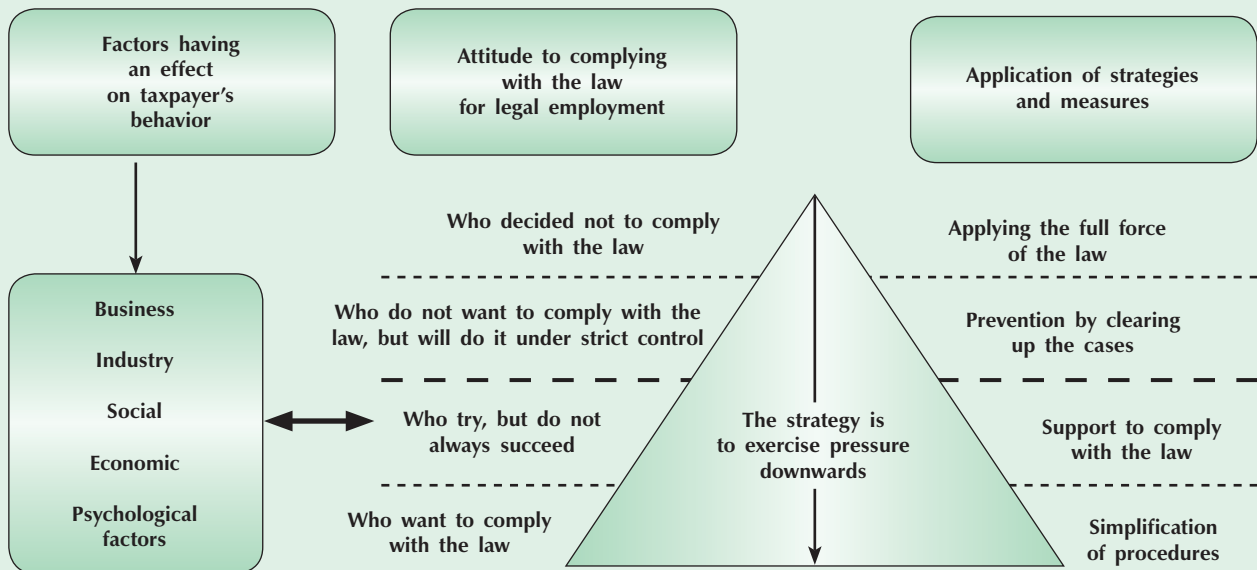 Factors having
an effect
on taxpayer's
behavior
Attitude to complying
with the law
for legal employment
Application of strategies
and measures
Business
Industry
Social
Economic
Psychological
factors
Who decided not to comply
with the law
Who do not want to comply with the
law, but will do it under strict control
Who try, but do not
always succeed
Who want to comply
with the law
The strategy is
to exercise pressure
downwards
Applying the full force
of the law
Prevention by clearing
up the cases
Support to comply
with the law
Simplification
of procedures